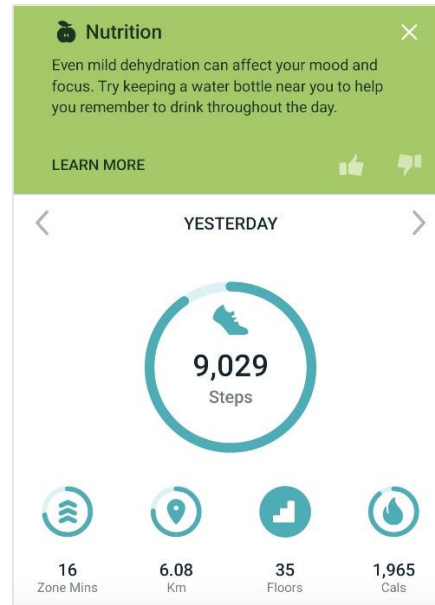 Nutrition
Even mild dehydration can affect your mood and
focus. Try keeping a water bottle near you to help
you remember to drink throughout the day.
LEARN MORE
YESTERDAY
9,029
Steps
16
Zone Mins
6.08
Km
35
Floors
1,965
Cals